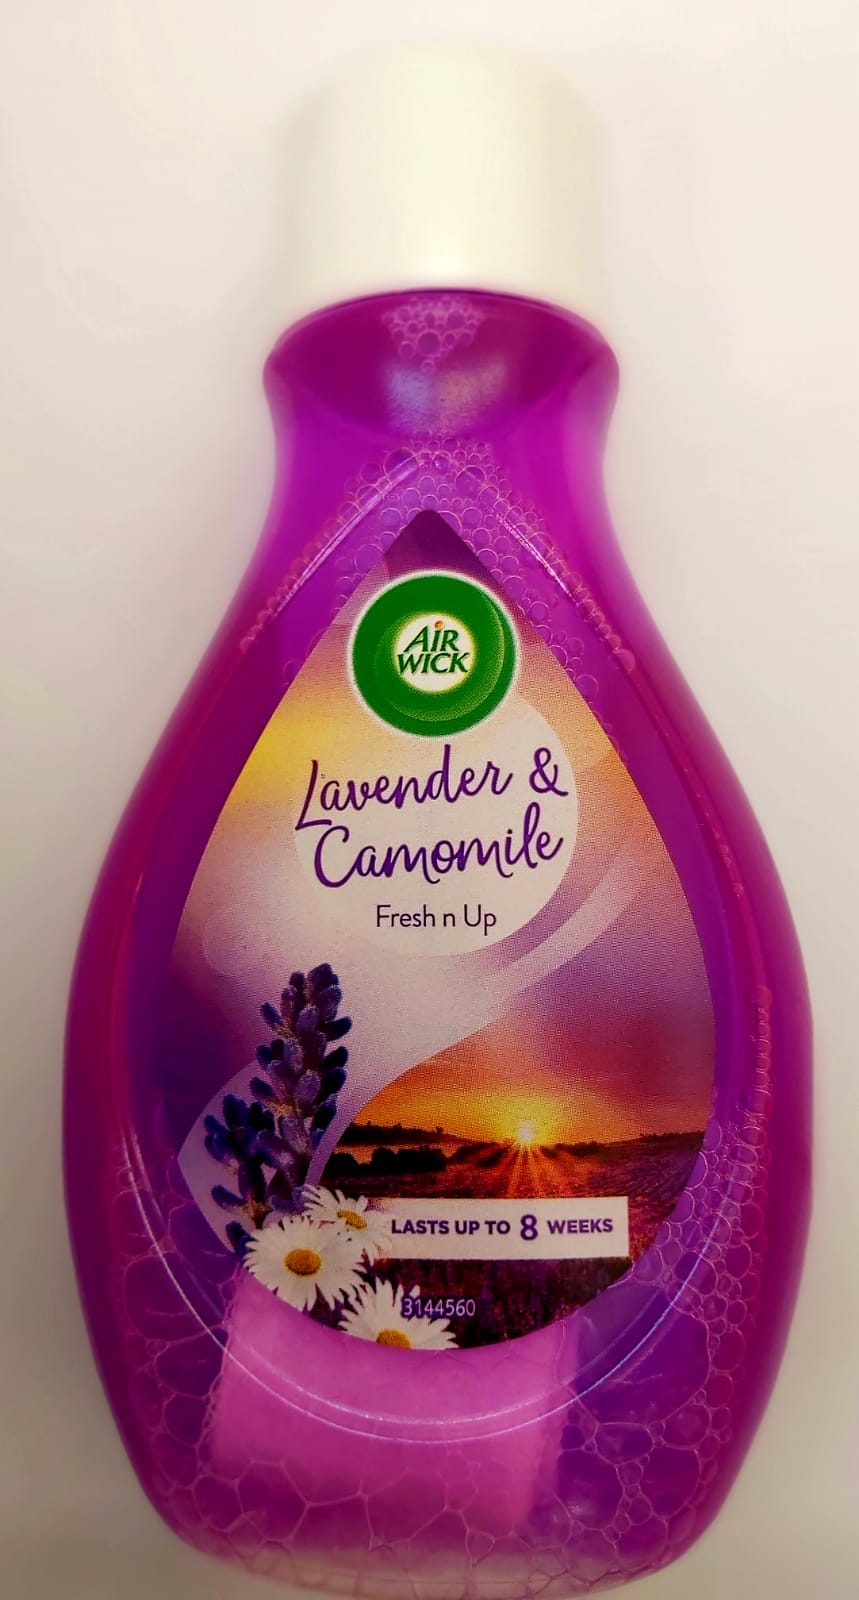 AIR
WICK
Lavender &
Camomile
Fresh n Up
LASTS UP TO 8 WEEKS
3144560